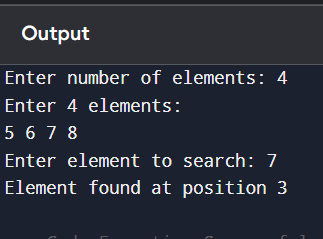 Output
Enter number of elements: 4
Enter 4 elements:
5 6 7 8
Enter element to search: 7
Element found at position 3